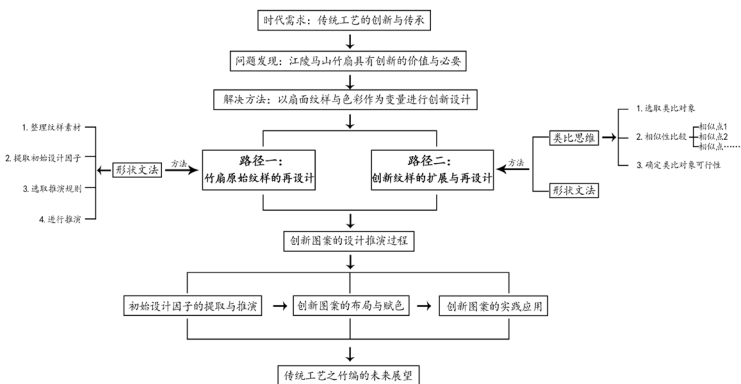 时代需求：传统工艺的创新与传承
问题发现：江陵马山竹扇具有创新的价值与必要
解决方法：以扇面纹样与色彩作为变量进行创新设计
1.整理纹样素材
2.提取初始设计因子
3.选取推演规则
4.进行推演
形状文法
方法
路径一：
竹扇原始纹样的再设计
路径二：
创新纹样的扩展与再设计
方法
类比思维
形状文法
1.选取类比对象
2.相似性比较
相似点1
相似点2
相似点……
3.确定类比对象可行性
创新图案的设计推演过程
初始设计因子的提取与推演
创新图案的布局与赋色
创新图案的实践应用
传统工艺之竹编的未来展望